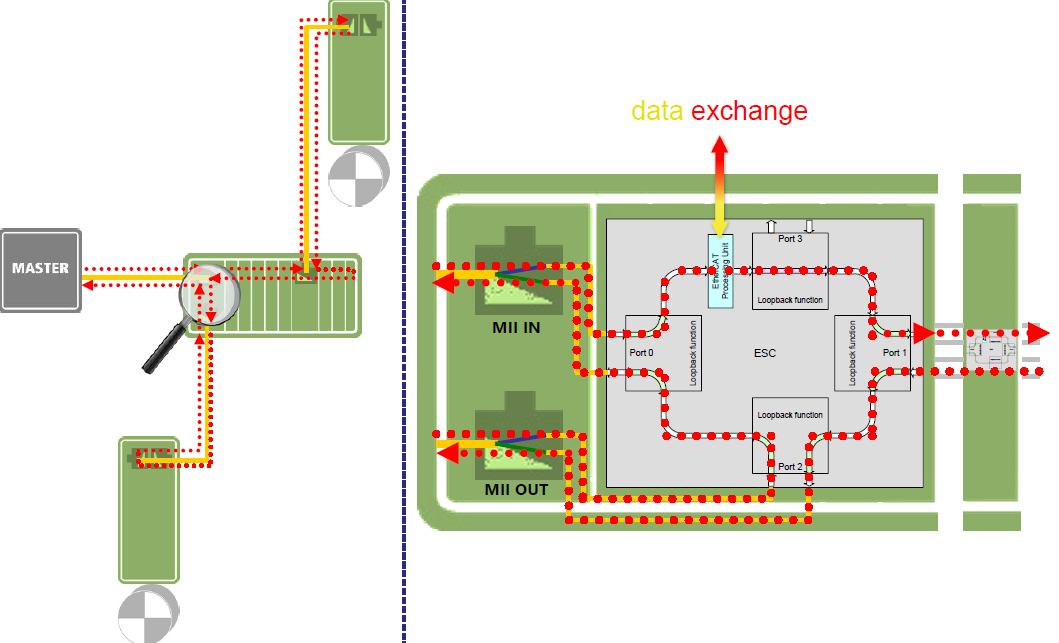 MASTER
data exchange
MII IN
MII OUT
EtherCAT
Processing Unit
Port 3
Loopback function
Port 0
Loopback function
ESC
Loopback function
Port 1
Loopback function
Port 2